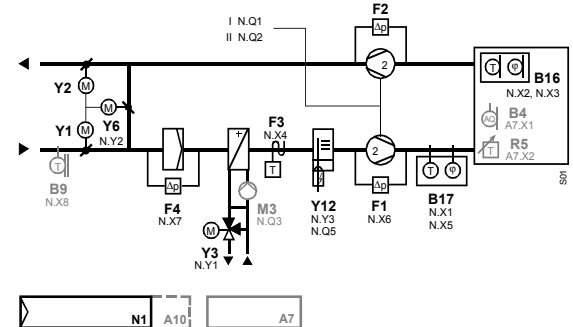 F2
I N.Q1
II N.Q2
Δp
2
T φ
B16
N.X2, N.X3
Y2
M
M
Y6
N.Y2
Y1
M
F3
N.X4
AQ
B4
A7.X1
T
R5
A7.X2
2
T
B9
N.X8
T
T φ
S01
Δp
F4
N.X7
M3
N.Q3
Y12
N.Y3
N.Q5
Δp
F1
N.X6
B17
N.X1
N.X5
M
Y3
N.Y1
N1
A10
A7